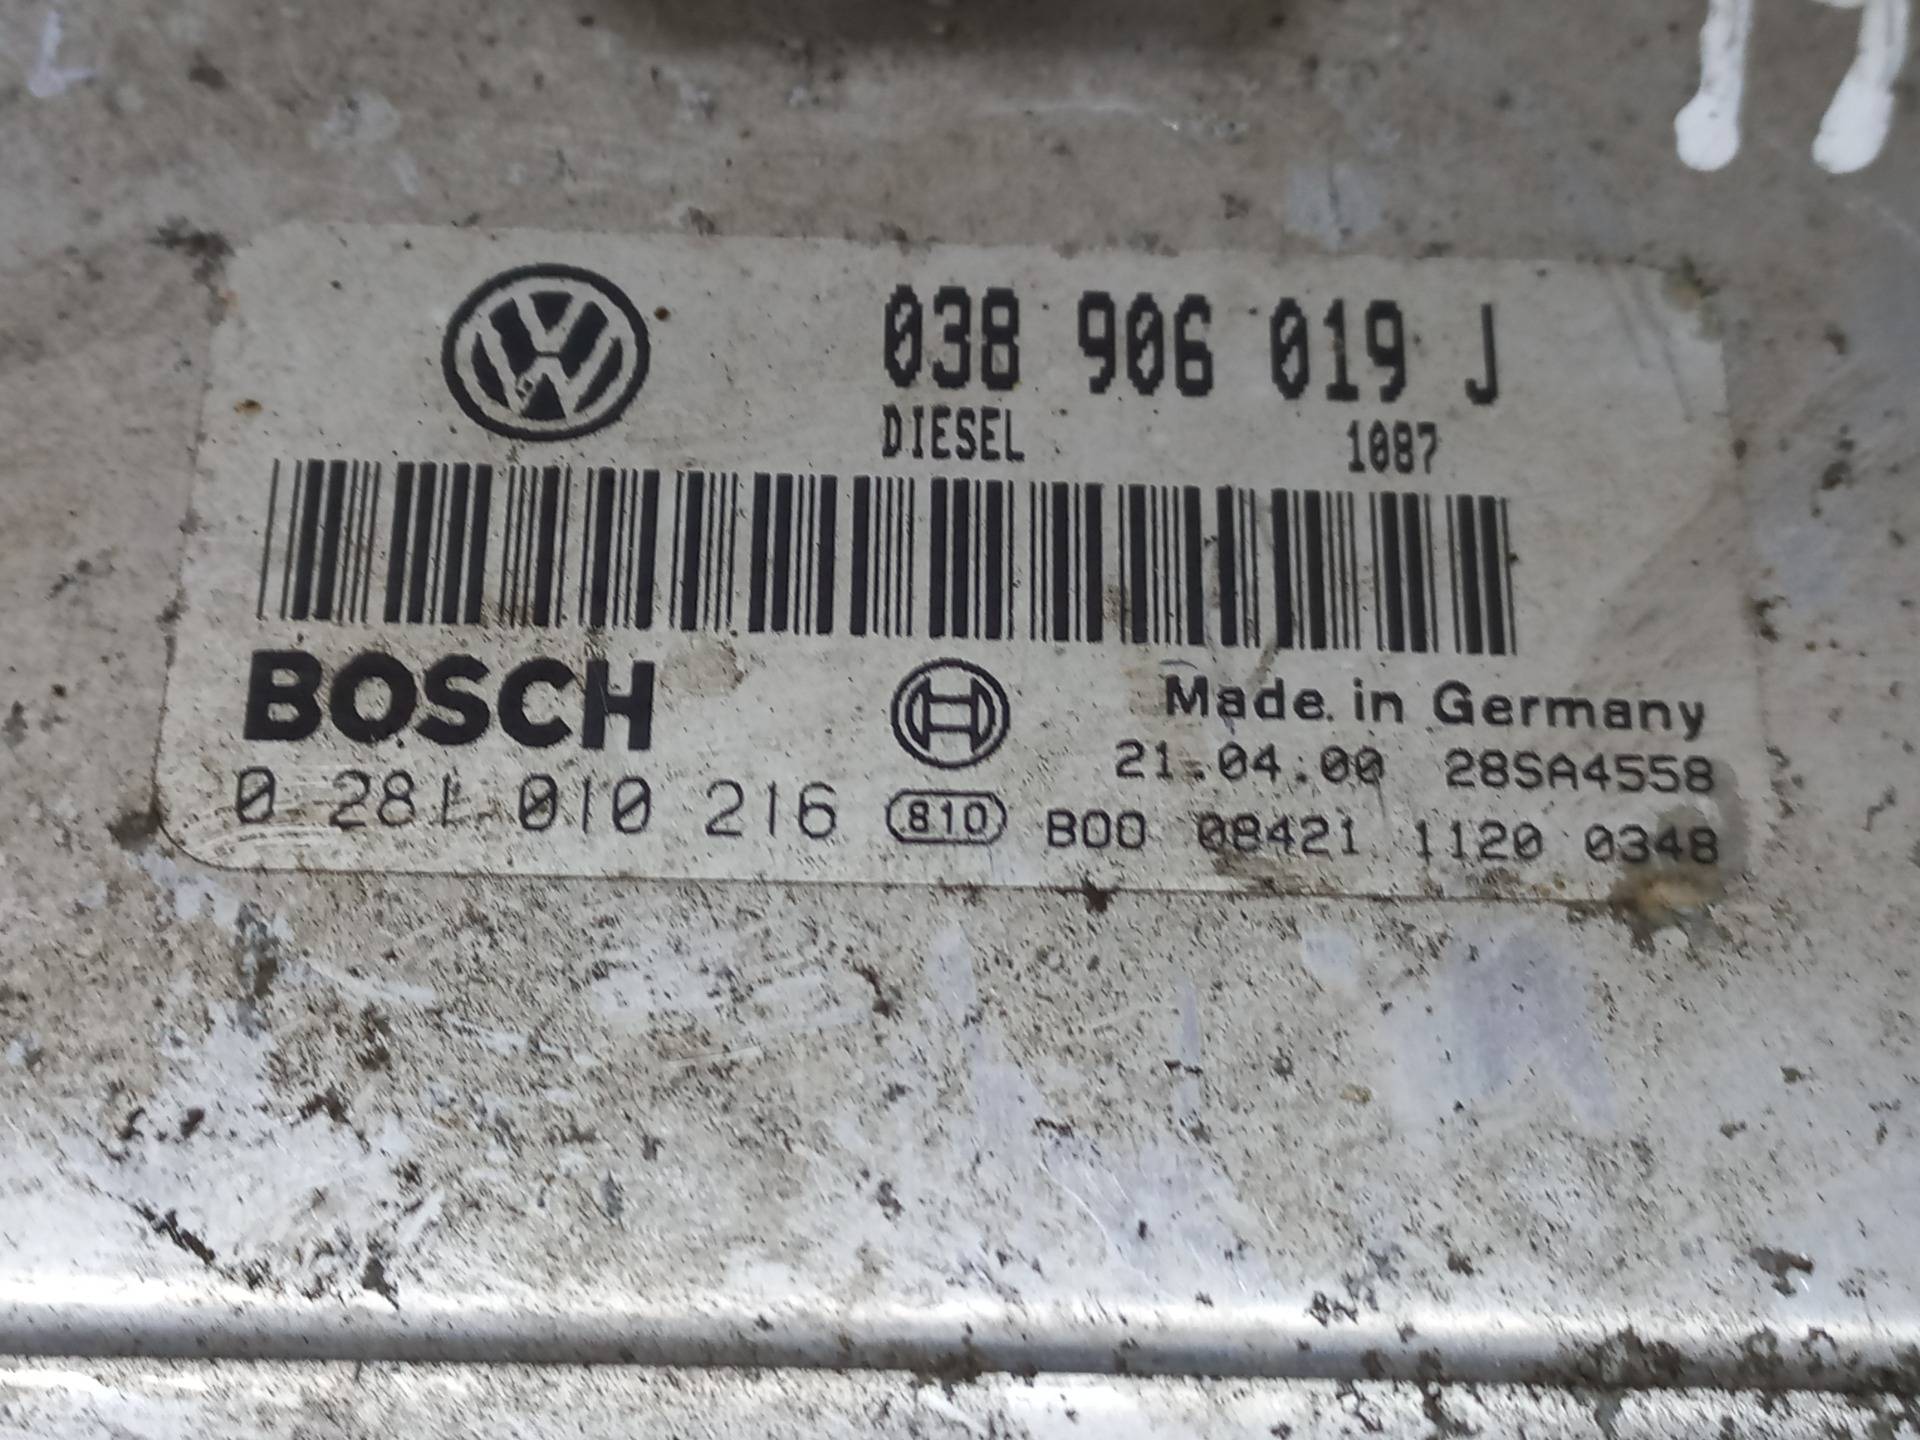 038 906 019 J
DIESEL 1087
BOSCH
Made in Germany
21.04.00 28SA4558
0 281 010 216 810 B00 08421 1120 0348